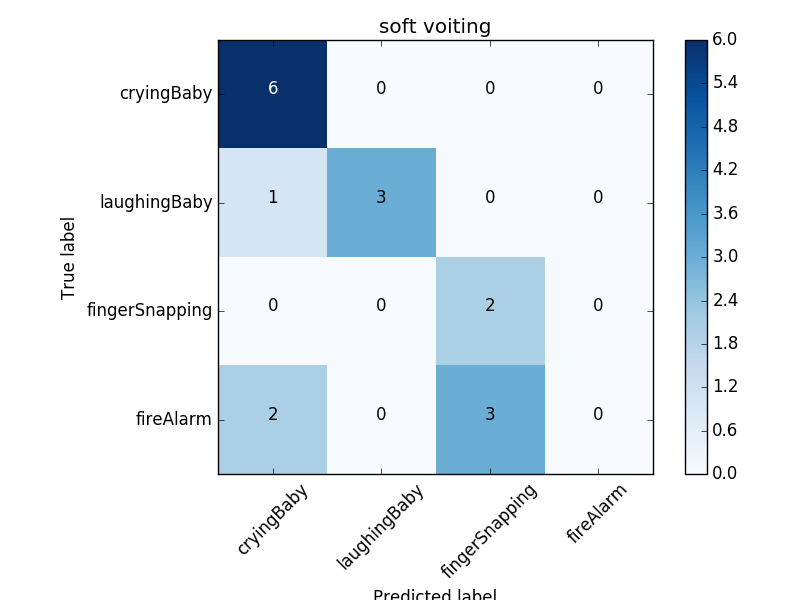 soft voiting
6.0
cryingBaby 6 0 0 0
5.4
4.8
laughingBaby 1 3 0 0
4.2
3.6
True label
3.0
fingerSnapping 0 0 2 0
2.4
1.8
fireAlarm 2 0 3 0
1.2
0.6
0.0
cryingBaby laughingBaby fingerSnapping fireAlarm
Predicted label